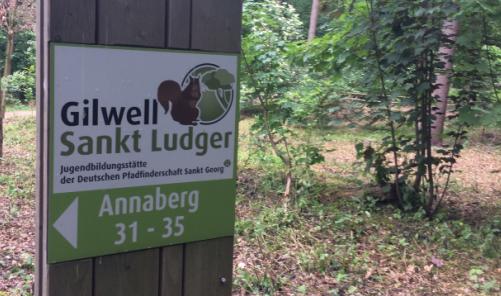 Gilwell
Sankt Ludger
Jugendbildungsstätte
der Deutschen Pfadfinderschaft Sankt Georg
Annaberg
31 - 35